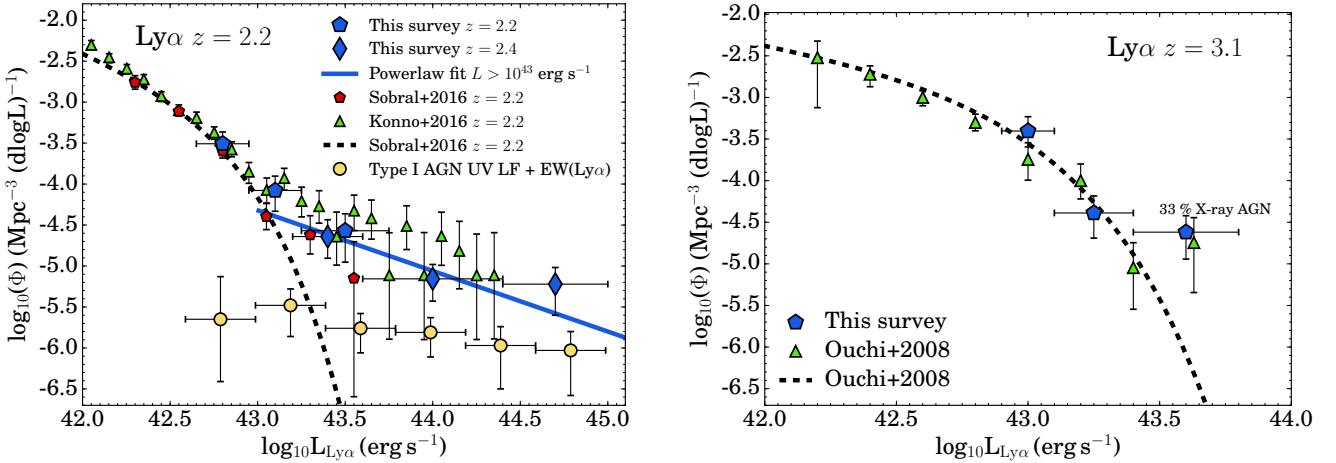 Lyα z = 2.2
This survey z = 2.2
This survey z = 2.4
Powerlaw fit L > 10^43 erg s^−1
Sobral+2016 z = 2.2
Konno+2016 z = 2.2
Sobral+2016 z = 2.2
Type I AGN UV LF + EW(Lyα)
log10(Φ) (Mpc^−3 (dlogL)^−1)
-2.0
-2.5
-3.0
-3.5
-4.0
-4.5
-5.0
-5.5
-6.0
-6.5
42.0 42.5 43.0 43.5 44.0 44.5 45.0
log10LLyα (erg s^−1)
Lyα z = 3.1
33 % X-ray AGN
This survey
Ouchi+2008
Ouchi+2008
log10(Φ) (Mpc^−3 (dlogL)^−1)
-2.0
-2.5
-3.0
-3.5
-4.0
-4.5
-5.0
-5.5
-6.0
-6.5
42.0 42.5 43.0 43.5 44.0
log10LLyα (erg s^−1)